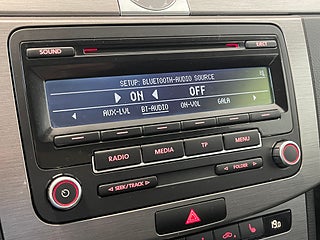 SOUND
EJECT
SETUP: BLUETOOTH-AUDIO SOURCE
ON OFF
AUX-LVL BT-AUDIO ON-VOL GALA
RADIO MEDIA TP MENU
SEEK/TRACK FOLDER